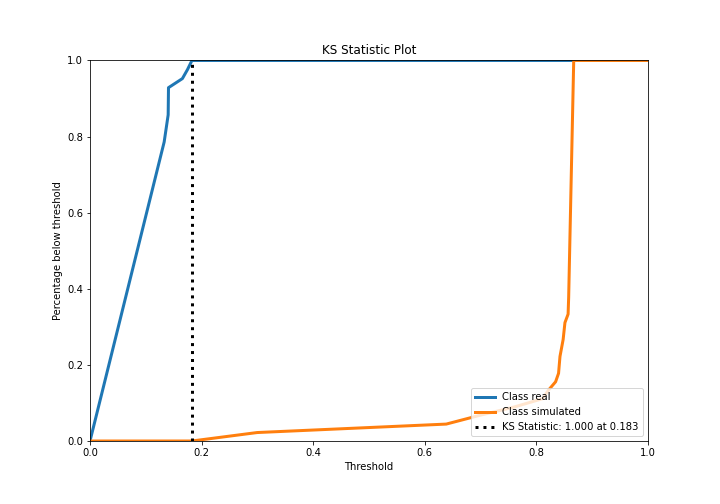 KS Statistic Plot
1.0
0.8
0.6
0.4
0.2
0.0
Percentage below threshold
0.0 0.2 0.4 0.6 0.8 1.0
Threshold
Class real
Class simulated
KS Statistic: 1.000 at 0.183